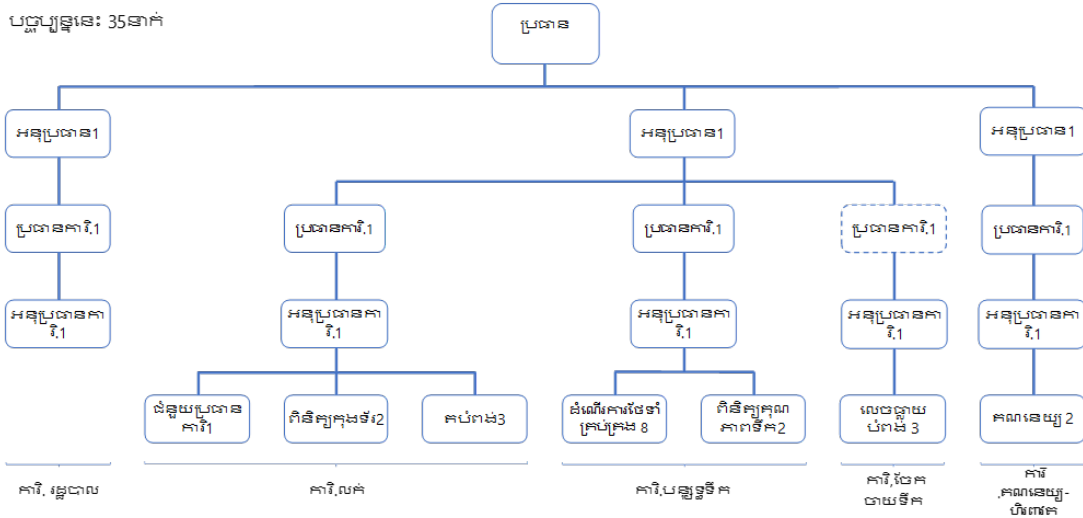 បច្ចុប្បន្ននេះ 35នាក់
ប្រធាន
អនុប្រធាន1
អនុប្រធាន1
អនុប្រធាន1
ប្រធានការិ.1
ប្រធានការិ.1
ប្រធានការិ.1
ប្រធានការិ.1
ប្រធានការិ.1
អនុប្រធានកា
រិ.1
អនុប្រធានកា
រិ.1
អនុប្រធានកា
រិ.1
អនុប្រធានកា
រិ.1
អនុប្រធានកា
រិ.1
ជំនួយប្រធាន
ការិ1
ពិនិត្យកុងទ័រ2
តបំពង់3
ដំណើរការថែទាំ
គ្រប់គ្រង 8
ពិនិត្យគុណ
ភាពទឹក2
លេចធ្លាយ
បំពង់ 3
គណនេយ្យ 2
ការិ. រដ្ឋបាល
ការិ.លក់
ការិ.បន្សុទ្ធទឹក
ការិ,ចែក
ចាយទឹក
ការិ
.គណនេយ្យ-
ហិរញ្ញវត្ថុ